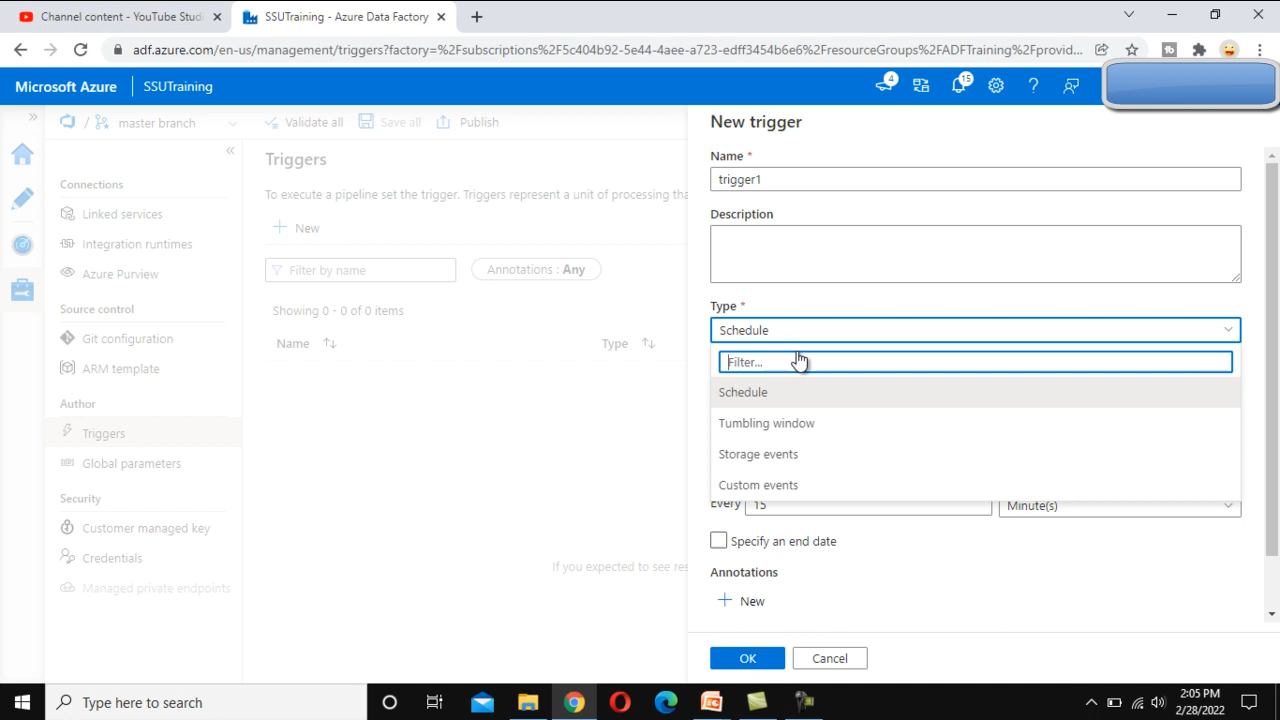 Channel content - YouTube Studi
SSUTraining - Azure Data Factory
adf.azure.com/en-us/management/triggers?factory=%2Fsubscriptions%2F5c404b92-5e44-4aee-a723-edff3454b6e6%2FresourceGroups%2FADFTraining%2Fprovid...
Microsoft Azure
SSUTraining
4
15
/ master branch
Validate all
Save all
Publish
New trigger
Connections
Linked services
Integration runtimes
Azure Purview
Source control
Git configuration
ARM template
Author
Triggers
Global parameters
Security
Customer managed key
Credentials
Managed private endpoints
Triggers
To execute a pipeline set the trigger. Triggers represent a unit of processing tha
New
Filter by name
Annotations : Any
Showing 0 - 0 of 0 items
Name
Type
If you expected to see res
Name *
trigger1
Description
Type *
Schedule
Filter...
Schedule
Tumbling window
Storage events
Custom events
Every 15 Minute(s)
Specify an end date
Annotations
New
OK
Cancel
Type here to search
2:05 PM
2/28/2022